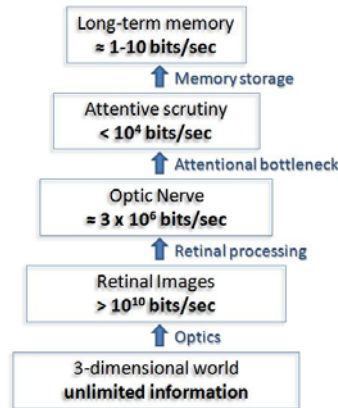 Long-term memory
≈ 1-10 bits/sec
Memory storage
Attentive scrutiny
< 10⁴ bits/sec
Attentional bottleneck
Optic Nerve
≈ 3 x 10⁶ bits/sec
Retinal processing
Retinal Images
> 10¹⁰ bits/sec
Optics
3-dimensional world
unlimited information